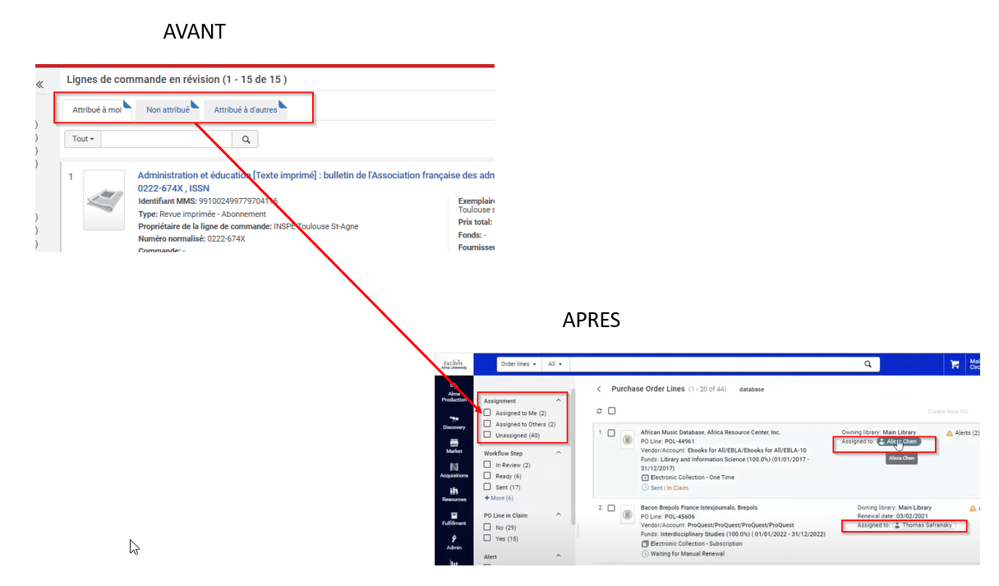 AVANT
Lignes de commande en révision (1 - 15 de 15 )
Attribué à moi
Non attribué
Attribué à d'autres
Tout
1
Administration et éducation [Texte imprimé] : bulletin de l'Association française des adm
0222-674X , ISSN
Identifiant MMS: 991002499779704116
Type: Revue imprimée - Abonnement
Propriétaire de la ligne de commande: INSPE Toulouse St-Agne
Numéro normalisé: 0222-674X
Commande: -
Exemplaire
Toulouse s
Prix total:
Fonds: -
Fournisseu
APRES
ExLibris
Alma University
Order lines
All
Mai
Circ
Alma
Production
Discovery
Market
Acquisitions
Resources
Fulfillment
Admin
Assignment
Assigned to Me (2)
Assigned to Others (2)
Unassigned (40)
Workflow Step
In Review (2)
Ready (6)
Sent (17)
+ More (6)
PO Line in Claim
No (29)
Yes (15)
Alert
Purchase Order Lines (1 - 20 of 44) database
Create New PO
1
African Music Database, Africa Resource Center, Inc.
PO Line: POL-44961
Vendor/Account: Ebooks for All/EBLA/Ebooks for All/EBLA-10
Funds: Library and Information Science (100.0%) (01/01/2017 -
31/12/2017)
Electronic Collection - One Time
Sent | In Claim
Owning library: Main Library
Assigned to: Alicia Chen
Alicia Chen
Alerts (2)
2
Bacon Brepols France Istexjournals, Brepols
PO Line: POL-45606
Vendor/Account: ProQuest/ProQuest/ProQuest/ProQuest
Funds: Interdisciplinary Studies (100.0%) ( 01/01/2022 - 31/12/2022)
Electronic Collection - Subscription
Waiting for Manual Renewal
Owning library: Main Library
Renewal date: 03/02/2021
Assigned to: Thomas Safransky